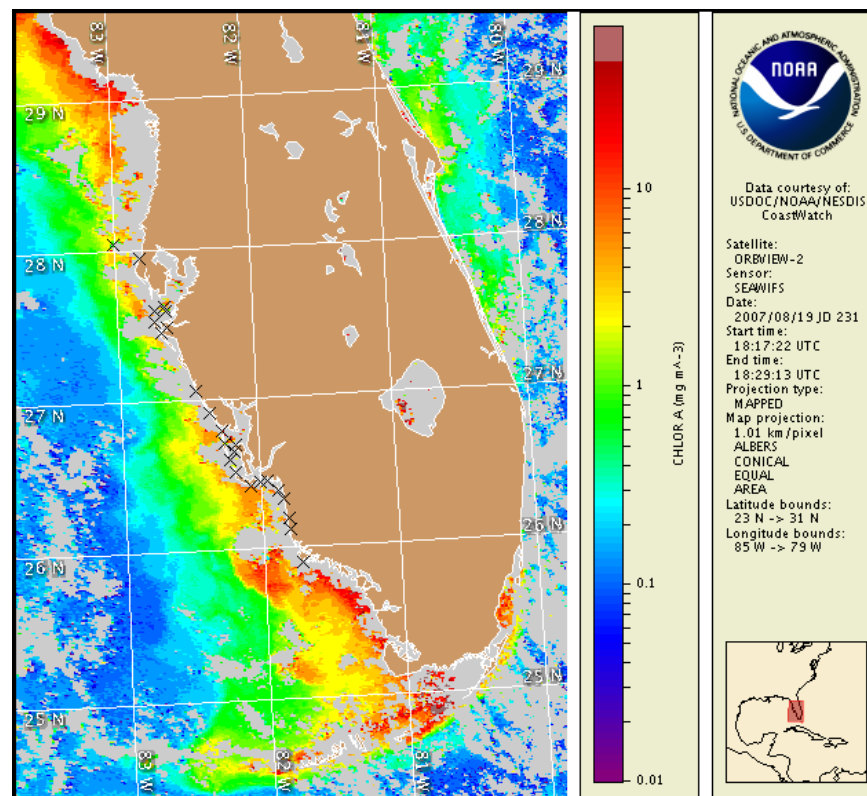 83 W
82 W
81 W
80 W
29 N
29 N
28 N
28 N
27 N
27 N
26 N
26 N
25 N
25 N
83 W
82 W
81 W
10
1
0.1
0.01
CHLOR A (mg m^-3)
NATIONAL OCEANIC AND ATMOSPHERIC ADMINISTRATION
NOAA
U.S. DEPARTMENT OF COMMERCE
Data courtesy of:
USDOC/NOAA/NESDIS
CoastWatch
Satellite:
ORBVIEW-2
Sensor:
SEAWIFS
Date:
2007/08/19 JD 231
Start time:
18:17:22 UTC
End time:
18:29:13 UTC
Projection type:
MAPPED
Map projection:
1.01 km/pixel
ALBERS
CONICAL
EQUAL
AREA
Latitude bounds:
23 N -> 31 N
Longitude bounds:
85 W -> 79 W